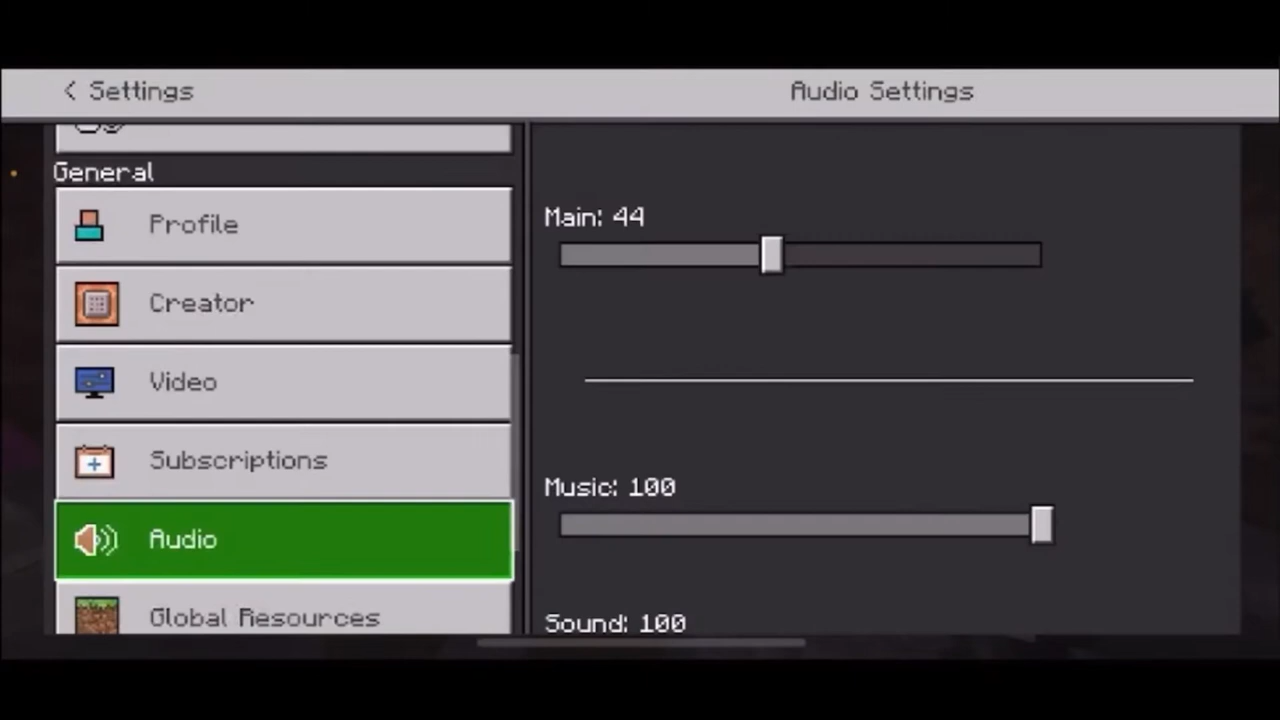 Settings
Audio Settings
General
Profile
Creator
Video
Subscriptions
Audio
Global Resources
Main: 44
Music: 100
Sound: 100